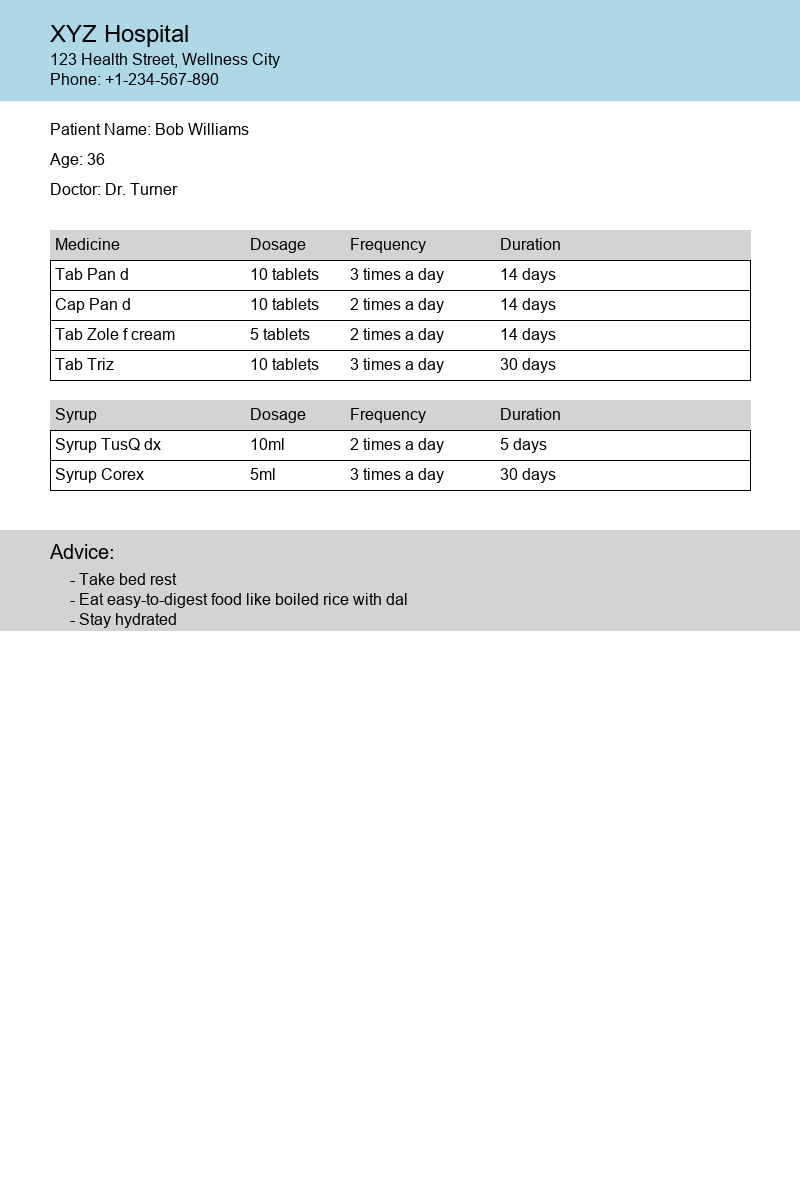 XYZ Hospital
123 Health Street, Wellness City
Phone: +1-234-567-890
Patient Name: Bob Williams
Age: 36
Doctor: Dr. Turner
Medicine Dosage Frequency Duration
Tab Pan d 10 tablets 3 times a day 14 days
Cap Pan d 10 tablets 2 times a day 14 days
Tab Zole f cream 5 tablets 2 times a day 14 days
Tab Triz 10 tablets 3 times a day 30 days
Syrup Dosage Frequency Duration
Syrup TusQ dx 10ml 2 times a day 5 days
Syrup Corex 5ml 3 times a day 30 days
Advice:
- Take bed rest
- Eat easy-to-digest food like boiled rice with dal
- Stay hydrated